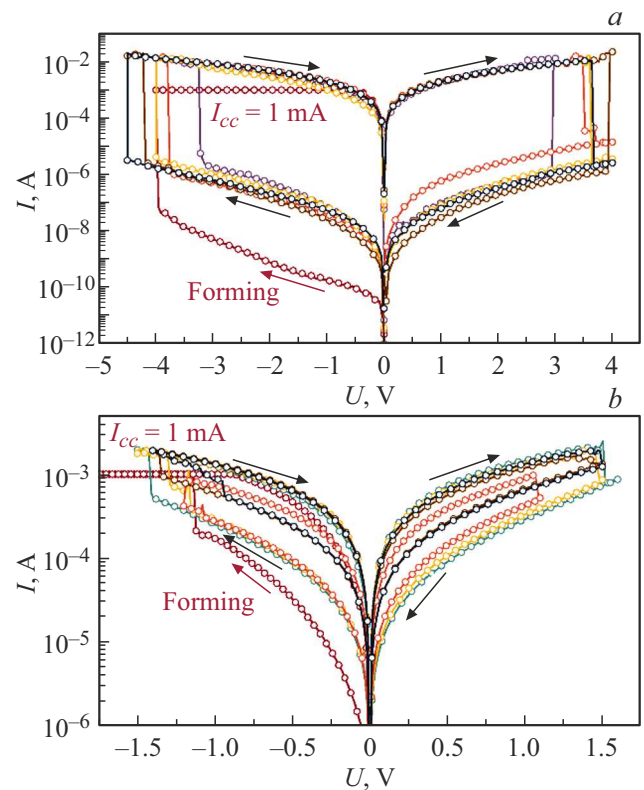 a
10⁻²
I_cc = 1 mA
10⁻⁴
I, A
10⁻⁶
10⁻⁸
Forming
10⁻¹⁰
10⁻¹²
–5 –4 –3 –2 –1 0 1 2 3 4
U, V
b
I_cc = 1 mA
10⁻³
I, A
10⁻⁴
Forming
10⁻⁵
10⁻⁶
–1.5 –1.0 –0.5 0 0.5 1.0 1.5
U, V